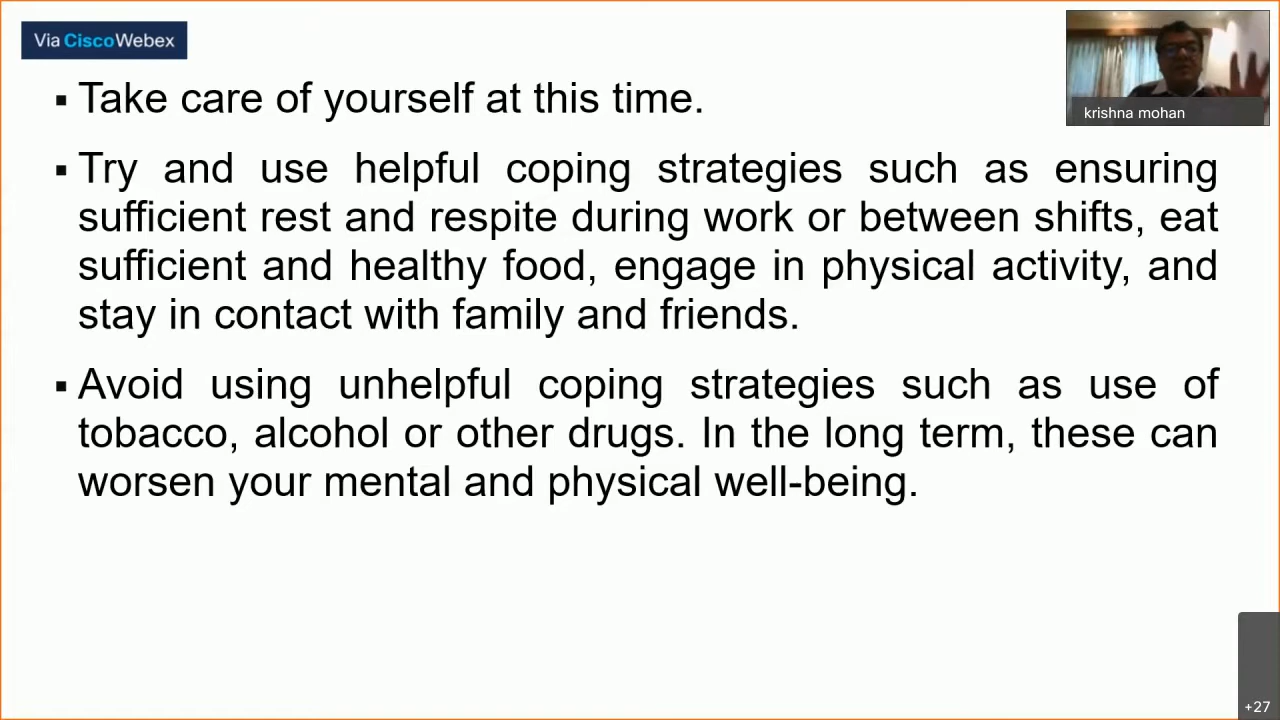 Via CiscoWebex
krishna mohan
▪ Take care of yourself at this time.
▪ Try and use helpful coping strategies such as ensuring
sufficient rest and respite during work or between shifts, eat
sufficient and healthy food, engage in physical activity, and
stay in contact with family and friends.
▪ Avoid using unhelpful coping strategies such as use of
tobacco, alcohol or other drugs. In the long term, these can
worsen your mental and physical well-being.
+27